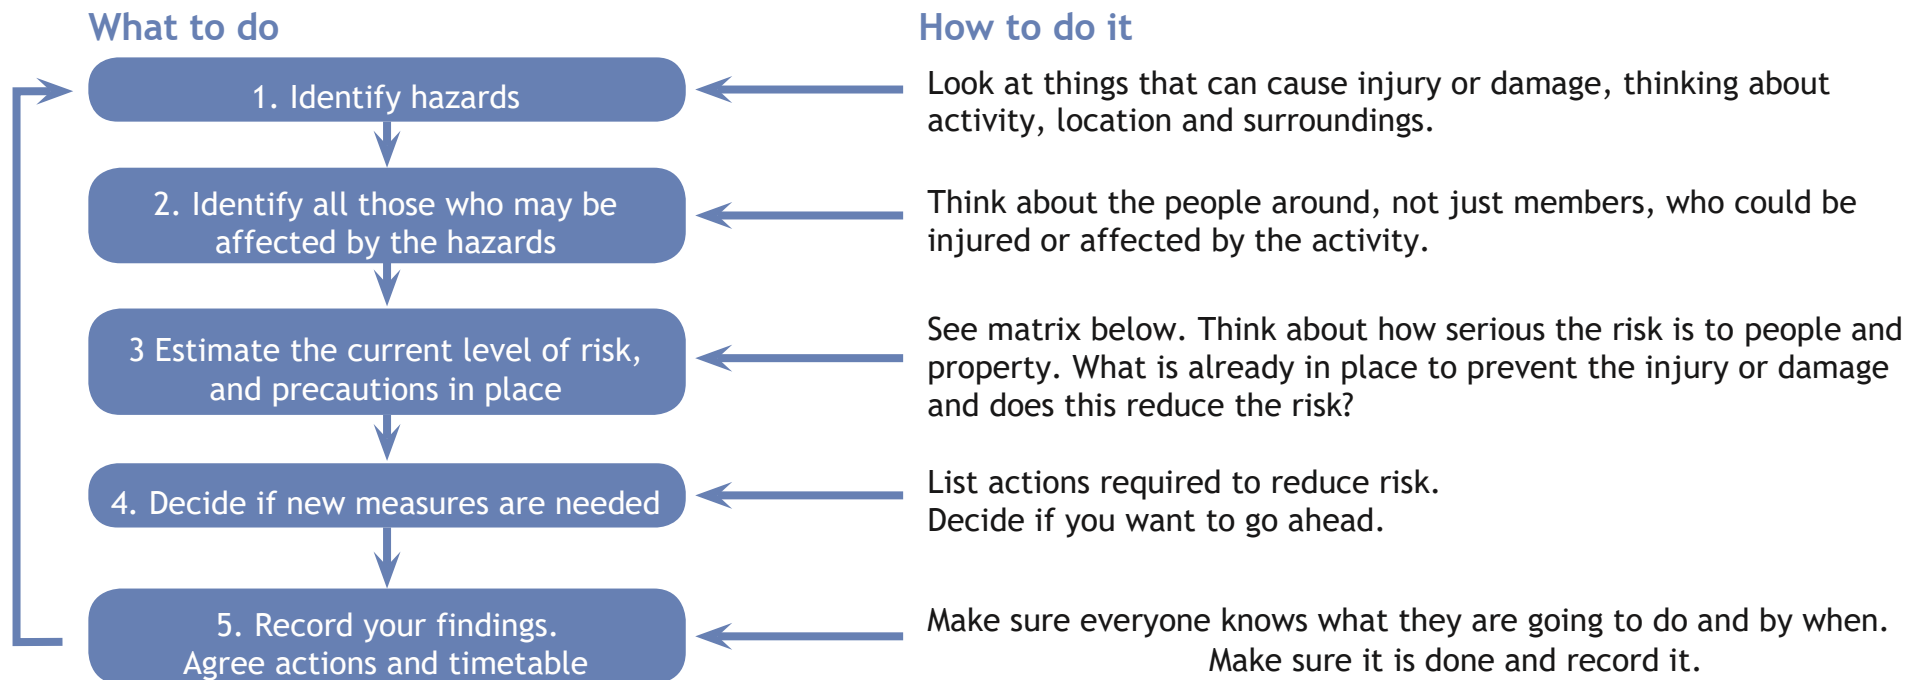 What to do
How to do it
1. Identify hazards
Look at things that can cause injury or damage, thinking about
activity, location and surroundings.
2. Identify all those who may be
affected by the hazards
Think about the people around, not just members, who could be
injured or affected by the activity.
3 Estimate the current level of risk,
and precautions in place
See matrix below. Think about how serious the risk is to people and
property. What is already in place to prevent the injury or damage
and does this reduce the risk?
4. Decide if new measures are needed
List actions required to reduce risk.
Decide if you want to go ahead.
5. Record your findings.
Agree actions and timetable
Make sure everyone knows what they are going to do and by when.
Make sure it is done and record it.